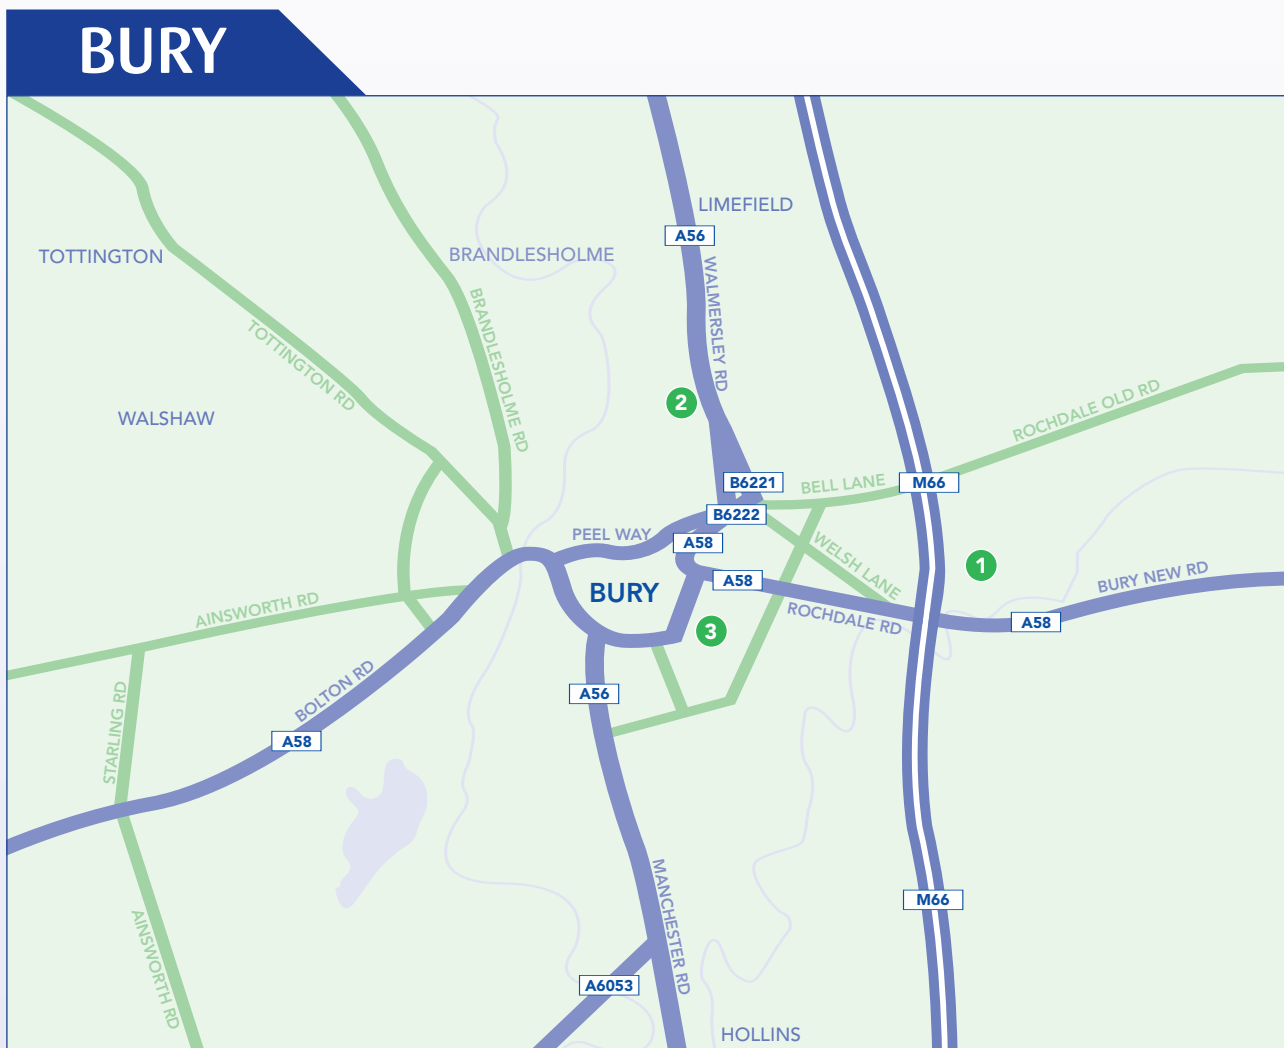 BURY
LIMEFIELD
A56
TOTTINGTON
BRANDLESHOLME
WALMERSLEY RD
BRANDLESHOLME RD
TOTTINGTON RD
2
ROCHDALE OLD RD
WALSHAW
B6221
BELL LANE
M66
B6222
PEEL WAY
A58
WELSH LANE
1
A58
BURY NEW RD
BURY
AINSWORTH RD
ROCHDALE RD
A58
3
BOLTON RD
A56
STARLING RD
A58
MANCHESTER RD
M66
AINSWORTH RD
A6053
HOLLINS